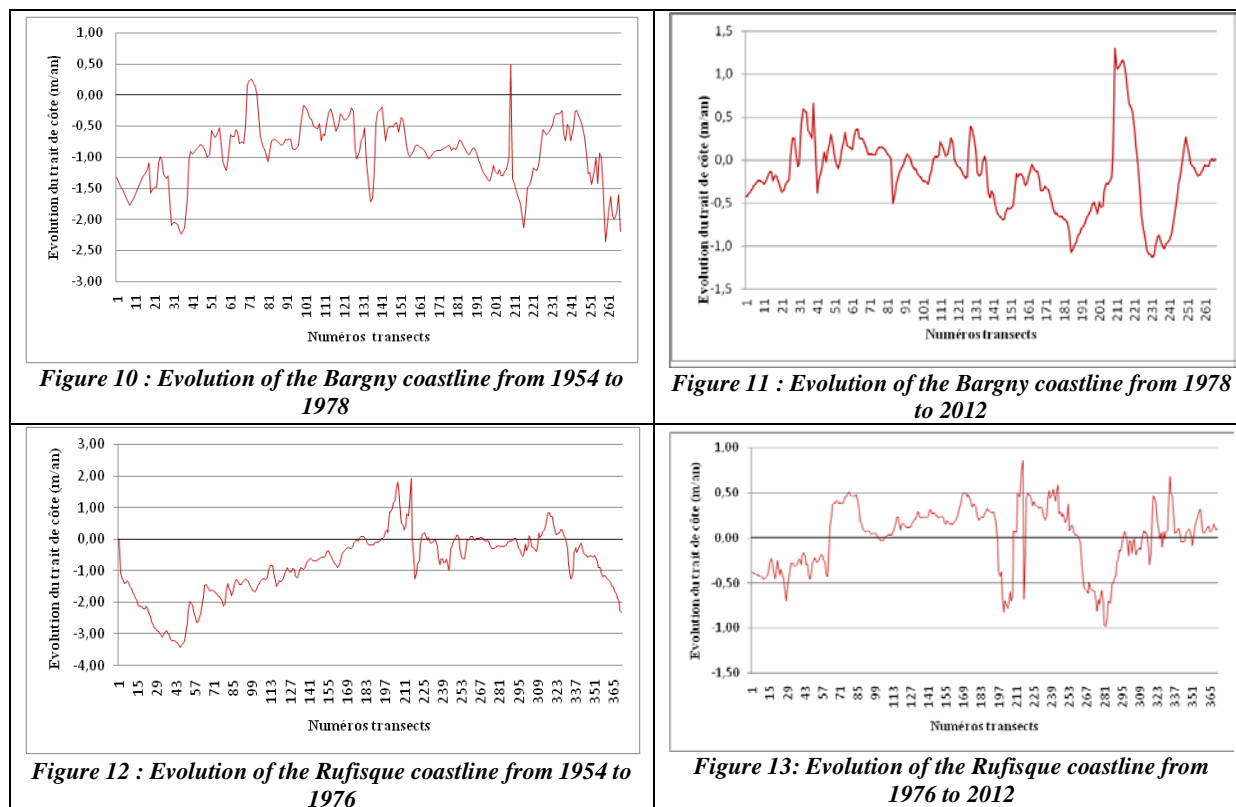 Evolution du trait de côte (m/an)
1,00
0,50
0,00
-0,50
-1,00
-1,50
-2,00
-2,50
-3,00
1 11 21 31 41 51 61 71 81 91 101 111 121 131 141 151 161 171 181 191 201 211 221 231 241 251 261
Numéros transects
Figure 10 : Evolution of the Bargny coastline from 1954 to
1978
Evolution du trait de côte (m/an)
1,5
1,0
0,5
0,0
-0,5
-1,0
-1,5
1 11 21 31 41 51 61 71 81 91 101 111 121 131 141 151 161 171 181 191 201 211 221 231 241 251 261
Numéros transects
Figure 11 : Evolution of the Bargny coastline from 1978
to 2012
Evolution du trait de côte (m/an)
3,00
2,00
1,00
0,00
-1,00
-2,00
-3,00
-4,00
1 15 29 43 57 71 85 99 113 127 141 155 169 183 197 211 225 239 253 267 281 295 309 323 337 351 365
Numéros transects
Figure 12 : Evolution of the Rufisque coastline from 1954 to
1976
Evolution du trait de côte (m/an)
1,00
0,50
0,00
-0,50
-1,00
-1,50
1 15 29 43 57 71 85 99 113 127 141 155 169 183 197 211 225 239 253 267 281 295 309 323 337 351 365
Numéros transects
Figure 13: Evolution of the Rufisque coastline from
1976 to 2012